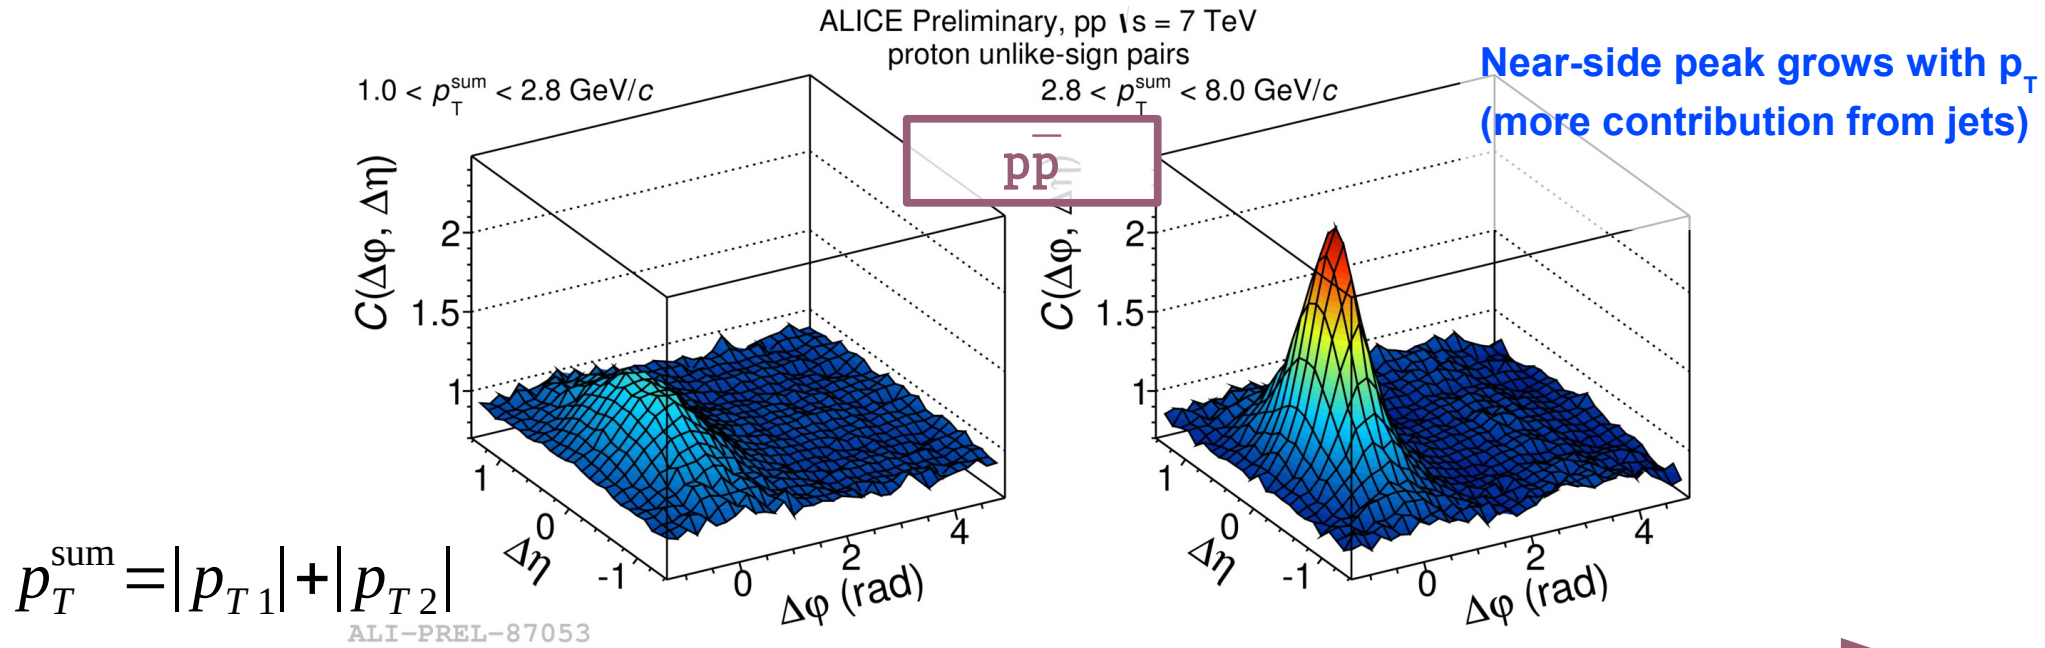 ALICE Preliminary, pp √s = 7 TeV
proton unlike-sign pairs
1.0 < p_T^sum < 2.8 GeV/c
2.8 < p_T^sum < 8.0 GeV/c
Near-side peak grows with p_T
(more contribution from jets)
pp̅
C(Δφ, Δη)
2
1.5
1
1
0
-1
Δη
0
2
4
Δφ (rad)
C(Δφ, Δη)
2
1.5
1
1
0
-1
Δη
0
2
4
Δφ (rad)
p_T^sum = |p_T1| + |p_T2|
ALI-PREL-87053